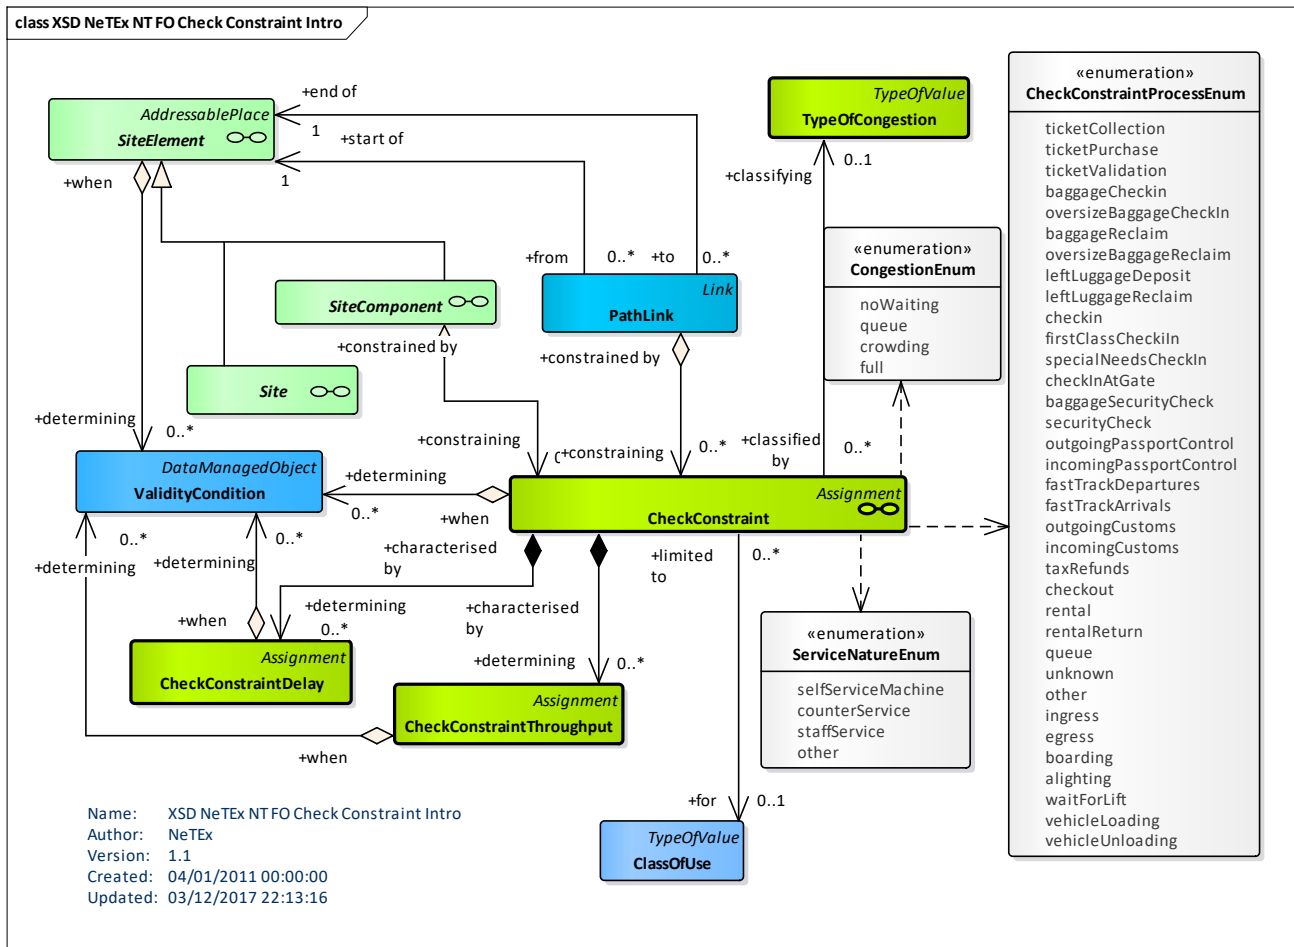 class XSD NeTEx NT FO Check Constraint Intro
AddressablePlace
SiteElement
+end of
1
+start of
1
+when
TypeOfValue
TypeOfCongestion
0..1
+classifying
«enumeration»
CheckConstraintProcessEnum
ticketCollection
ticketPurchase
ticketValidation
baggageCheckin
oversizeBaggageCheckIn
baggageReclaim
oversizeBaggageReclaim
leftLuggageDeposit
leftLuggageReclaim
checkin
firstClassCheckiIn
specialNeedsCheckIn
checkInAtGate
baggageSecurityCheck
securityCheck
outgoingPassportControl
incomingPassportControl
fastTrackDepartures
fastTrackArrivals
outgoingCustoms
incomingCustoms
taxRefunds
checkout
rental
rentalReturn
queue
unknown
other
ingress
egress
boarding
alighting
waitForLift
vehicleLoading
vehicleUnloading
«enumeration»
CongestionEnum
noWaiting
queue
crowding
full
+from
0..*
+to
0..*
Link
PathLink
SiteComponent
+constrained by
+constrained by
Site
+determining
0..*
+constraining
+constraining
0..*
+classified
by
0..*
DataManagedObject
ValidityCondition
+determining
0..*
+when
Assignment
CheckConstraint
0..*
+determining
0..*
+determining
+characterised
by
+limited
to
0..*
+determining
0..*
+characterised
by
+when
Assignment
CheckConstraintDelay
+determining
0..*
Assignment
CheckConstraintThroughput
+when
«enumeration»
ServiceNatureEnum
selfServiceMachine
counterService
staffService
other
+for
0..1
TypeOfValue
ClassOfUse
Name: XSD NeTEx NT FO Check Constraint Intro
Author: NeTEx
Version: 1.1
Created: 04/01/2011 00:00:00
Updated: 03/12/2017 22:13:16